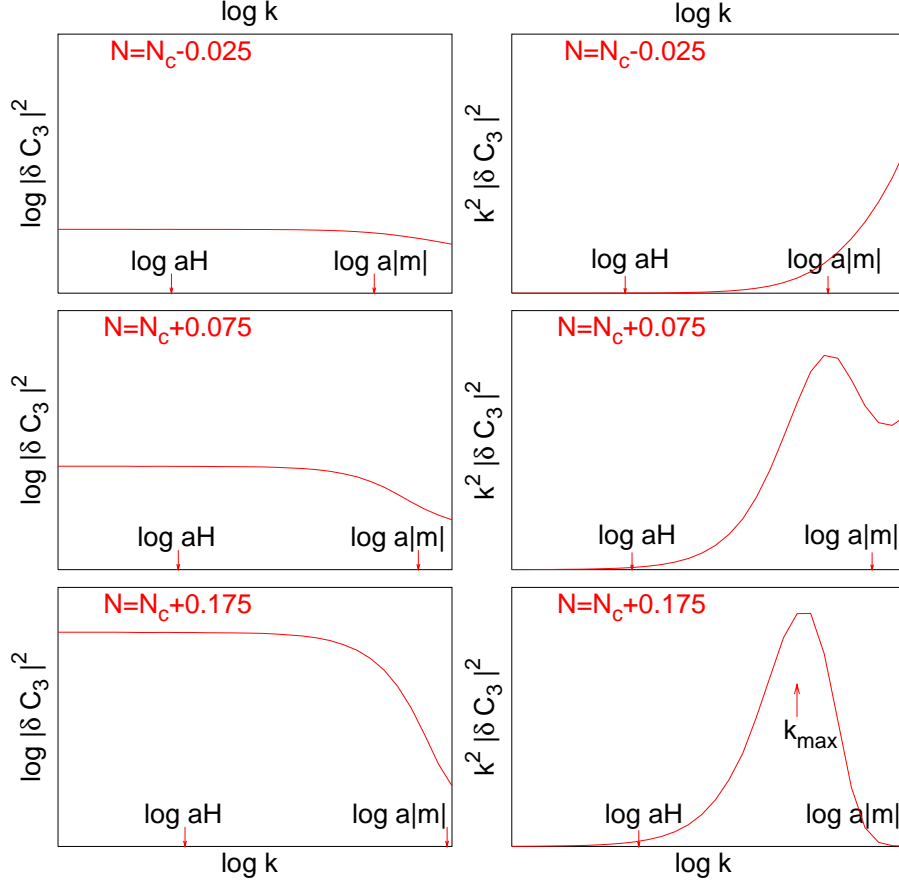 log k
log k
N=N_c-0.025
N=N_c-0.025
log |δ C_3|^2
k^2 |δ C_3|^2
log aH
log a|m|
log aH
log a|m|
N=N_c+0.075
N=N_c+0.075
log |δ C_3|^2
k^2 |δ C_3|^2
log aH
log a|m|
log aH
log a|m|
N=N_c+0.175
N=N_c+0.175
log |δ C_3|^2
k^2 |δ C_3|^2
k_max
log aH
log a|m|
log aH
log a|m|
log k
log k